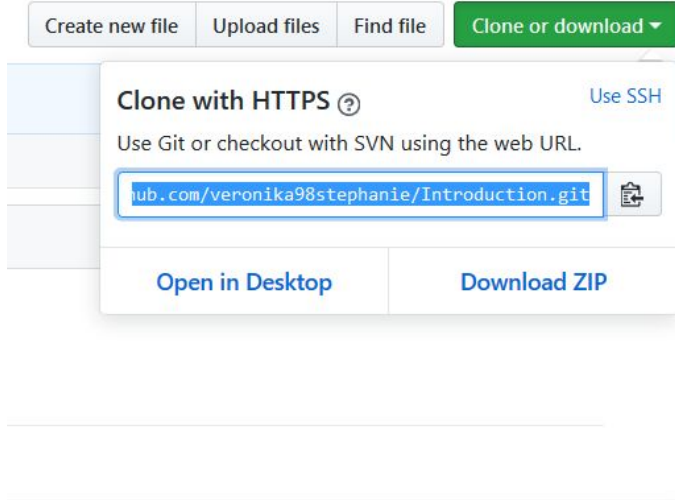 Create new file Upload files Find file Clone or download
Clone with HTTPS ? Use SSH
Use Git or checkout with SVN using the web URL.
hub.com/veronika98stephanie/Introduction.git
Open in Desktop Download ZIP